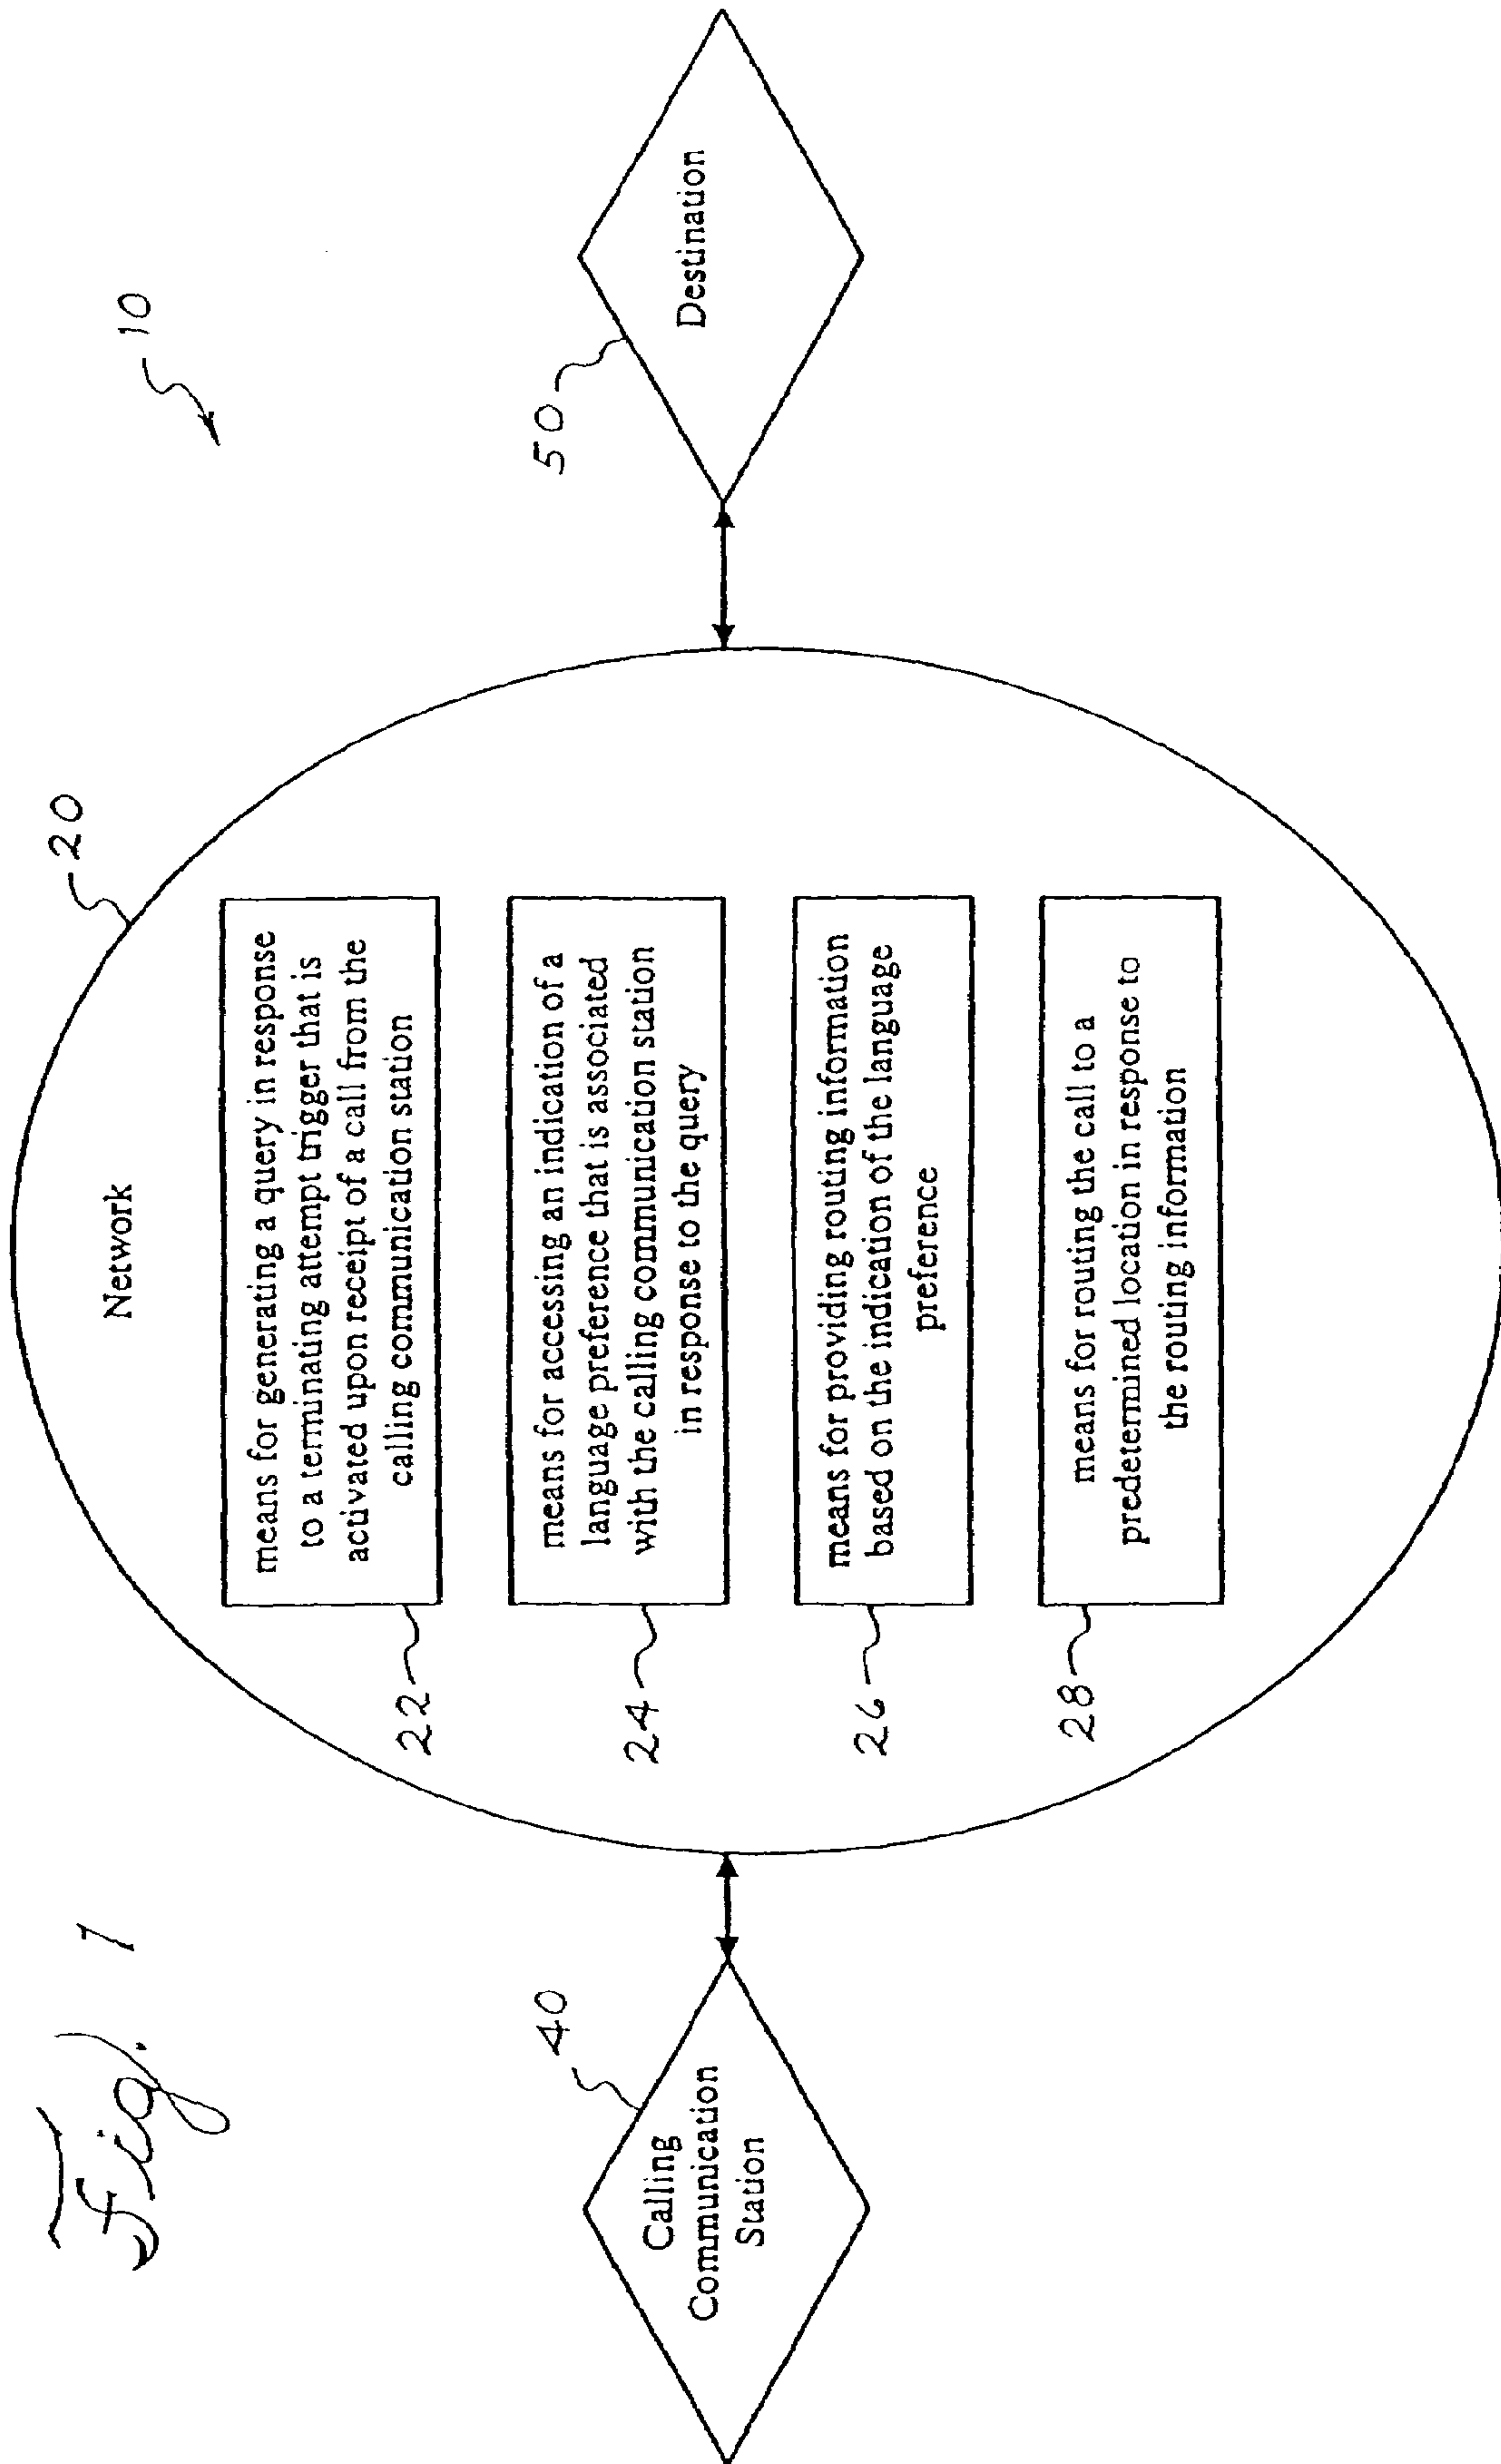 Fig. 1
10
20
Network
22
means for generating a query in response
to a terminating attempt trigger that is
activated upon receipt of a call from the
calling communication station
24
means for accessing an indication of a
language preference that is associated
with the calling communication station
in response to the query
26
means for providing routing information
based on the indication of the language
preference
28
means for routing the call to a
predetermined location in response to
the routing information
40
Calling
Communication
Station
50
Destination